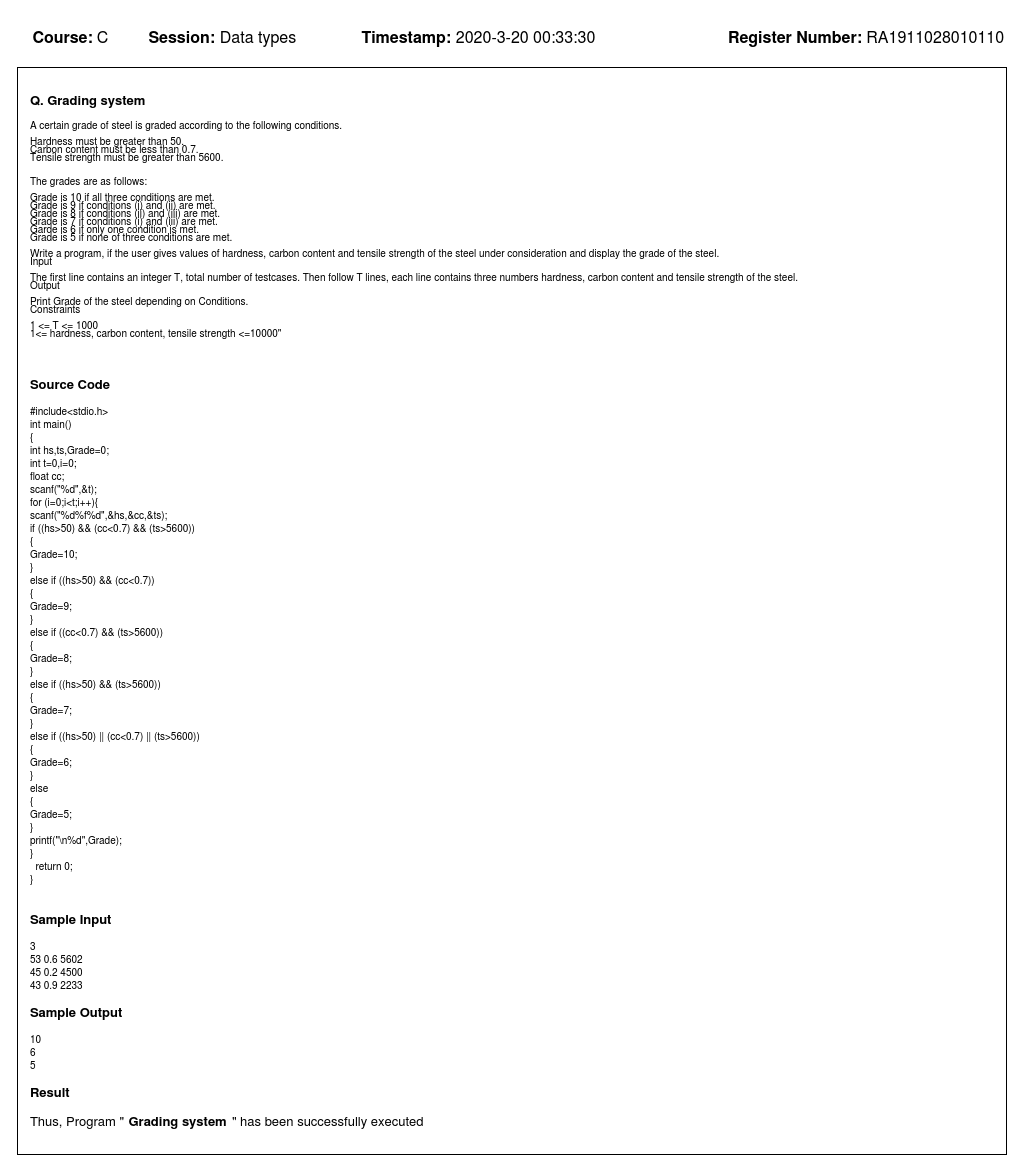 Course: C Session: Data types Timestamp: 2020-3-20 00:33:30 Register Number: RA1911028010110
Q. Grading system
A certain grade of steel is graded according to the following conditions.
Hardness must be greater than 50.
Carbon content must be less than 0.7.
Tensile strength must be greater than 5600.
The grades are as follows:
Grade is 10 if all three conditions are met.
Grade is 9 if conditions (i) and (ii) are met.
Grade is 8 if conditions (ii) and (iii) are met.
Grade is 7 if conditions (i) and (iii) are met.
Garde is 6 if only one condition is met.
Grade is 5 if none of three conditions are met.
Write a program, if the user gives values of hardness, carbon content and tensile strength of the steel under consideration and display the grade of the steel.
Input
The first line contains an integer T, total number of testcases. Then follow T lines, each line contains three numbers hardness, carbon content and tensile strength of the steel.
Output
Print Grade of the steel depending on Conditions.
Constraints
1 <= T <= 1000
1<= hardness, carbon content, tensile strength <=10000"
Source Code
#include<stdio.h>
int main()
{
int hs,ts,Grade=0;
int t=0,i=0;
float cc;
scanf("%d",&t);
for (i=0;i<t;i++){
scanf("%d%f%d",&hs,&cc,&ts);
if ((hs>50) && (cc<0.7) && (ts>5600))
{
Grade=10;
}
else if ((hs>50) && (cc<0.7))
{
Grade=9;
}
else if ((cc<0.7) && (ts>5600))
{
Grade=8;
}
else if ((hs>50) && (ts>5600))
{
Grade=7;
}
else if ((hs>50) || (cc<0.7) || (ts>5600))
{
Grade=6;
}
else
{
Grade=5;
}
printf("\n%d",Grade);
}
return 0;
}
Sample Input
3
53 0.6 5602
45 0.2 4500
43 0.9 2233
Sample Output
10
6
5
Result
Thus, Program " Grading system " has been successfully executed